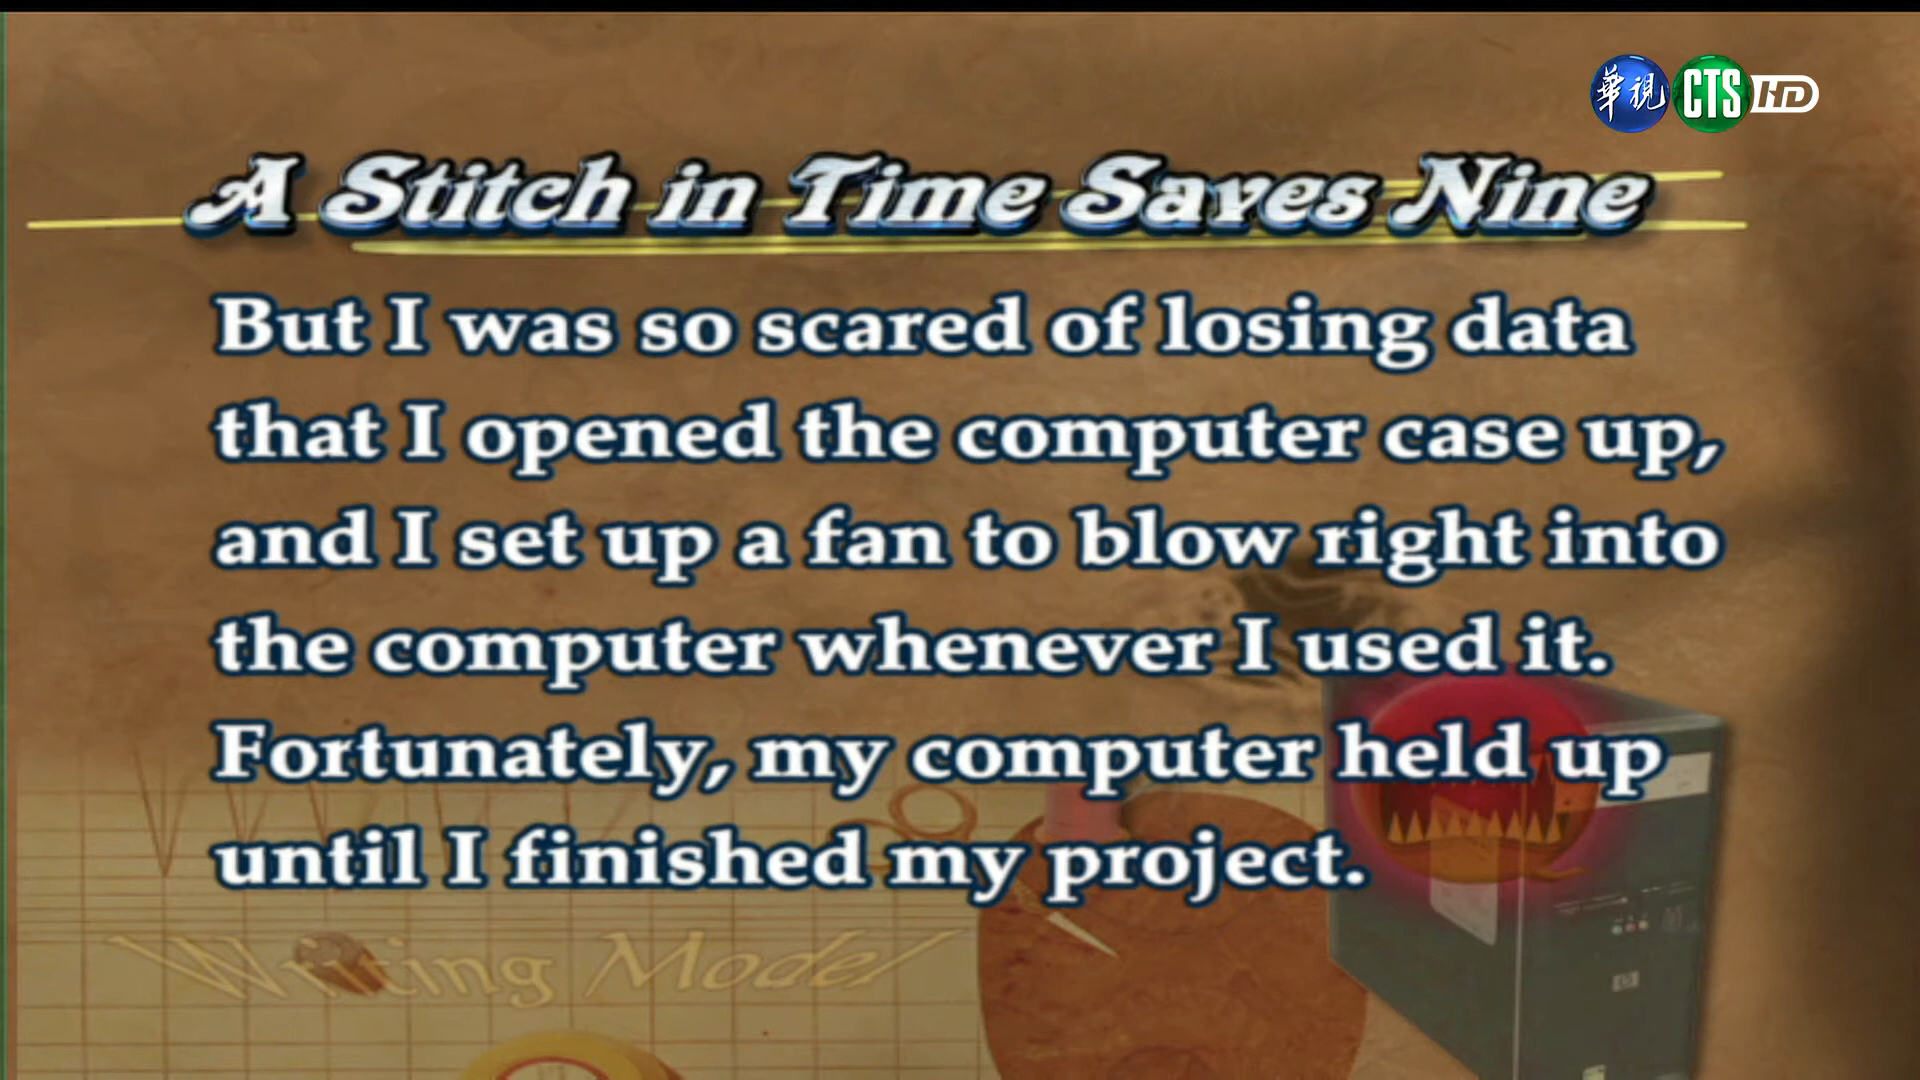 華視 CTS HD
A Stitch in Time Saves Nine
But I was so scared of losing data
that I opened the computer case up,
and I set up a fan to blow right into
the computer whenever I used it.
Fortunately, my computer held up
until I finished my project.
Writing Model